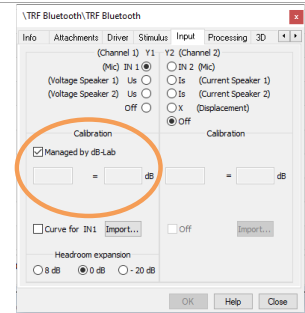 \TRF Bluetooth\TRF Bluetooth x
Info Attachments Driver Stimulus Input Processing 3D
(Channel 1) Y1 Y2 (Channel 2)
(Mic) IN 1 IN 2 (Mic)
(Voltage Speaker 1) Us Is (Current Speaker 1)
(Voltage Speaker 2) Us Is (Current Speaker 2)
Off X (Displacement)
Off
Calibration Calibration
Managed by dB-Lab
= dB = dB
Curve for IN1 Import... Off Import...
Headroom expansion
8 dB 0 dB - 20 dB
OK Help Close